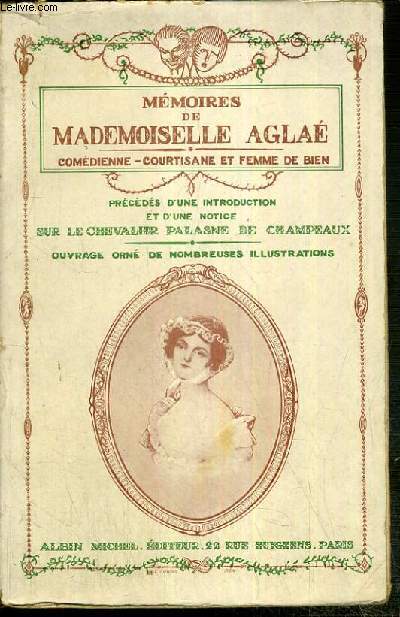 Le-livre.com
MÉMOIRES
DE
MADEMOISELLE AGLAÉ
COMÉDIENNE - COURTISANE ET FEMME DE BIEN
PRÉCÉDÉS D'UNE INTRODUCTION
ET D'UNE NOTICE
SUR LE CHEVALIER PALASNE DE CHAMPEAUX
OUVRAGE ORNÉ DE NOMBREUSES ILLUSTRATIONS
ALBIN MICHEL. ÉDITEUR. 22 RUE HUYGHENS. PARIS